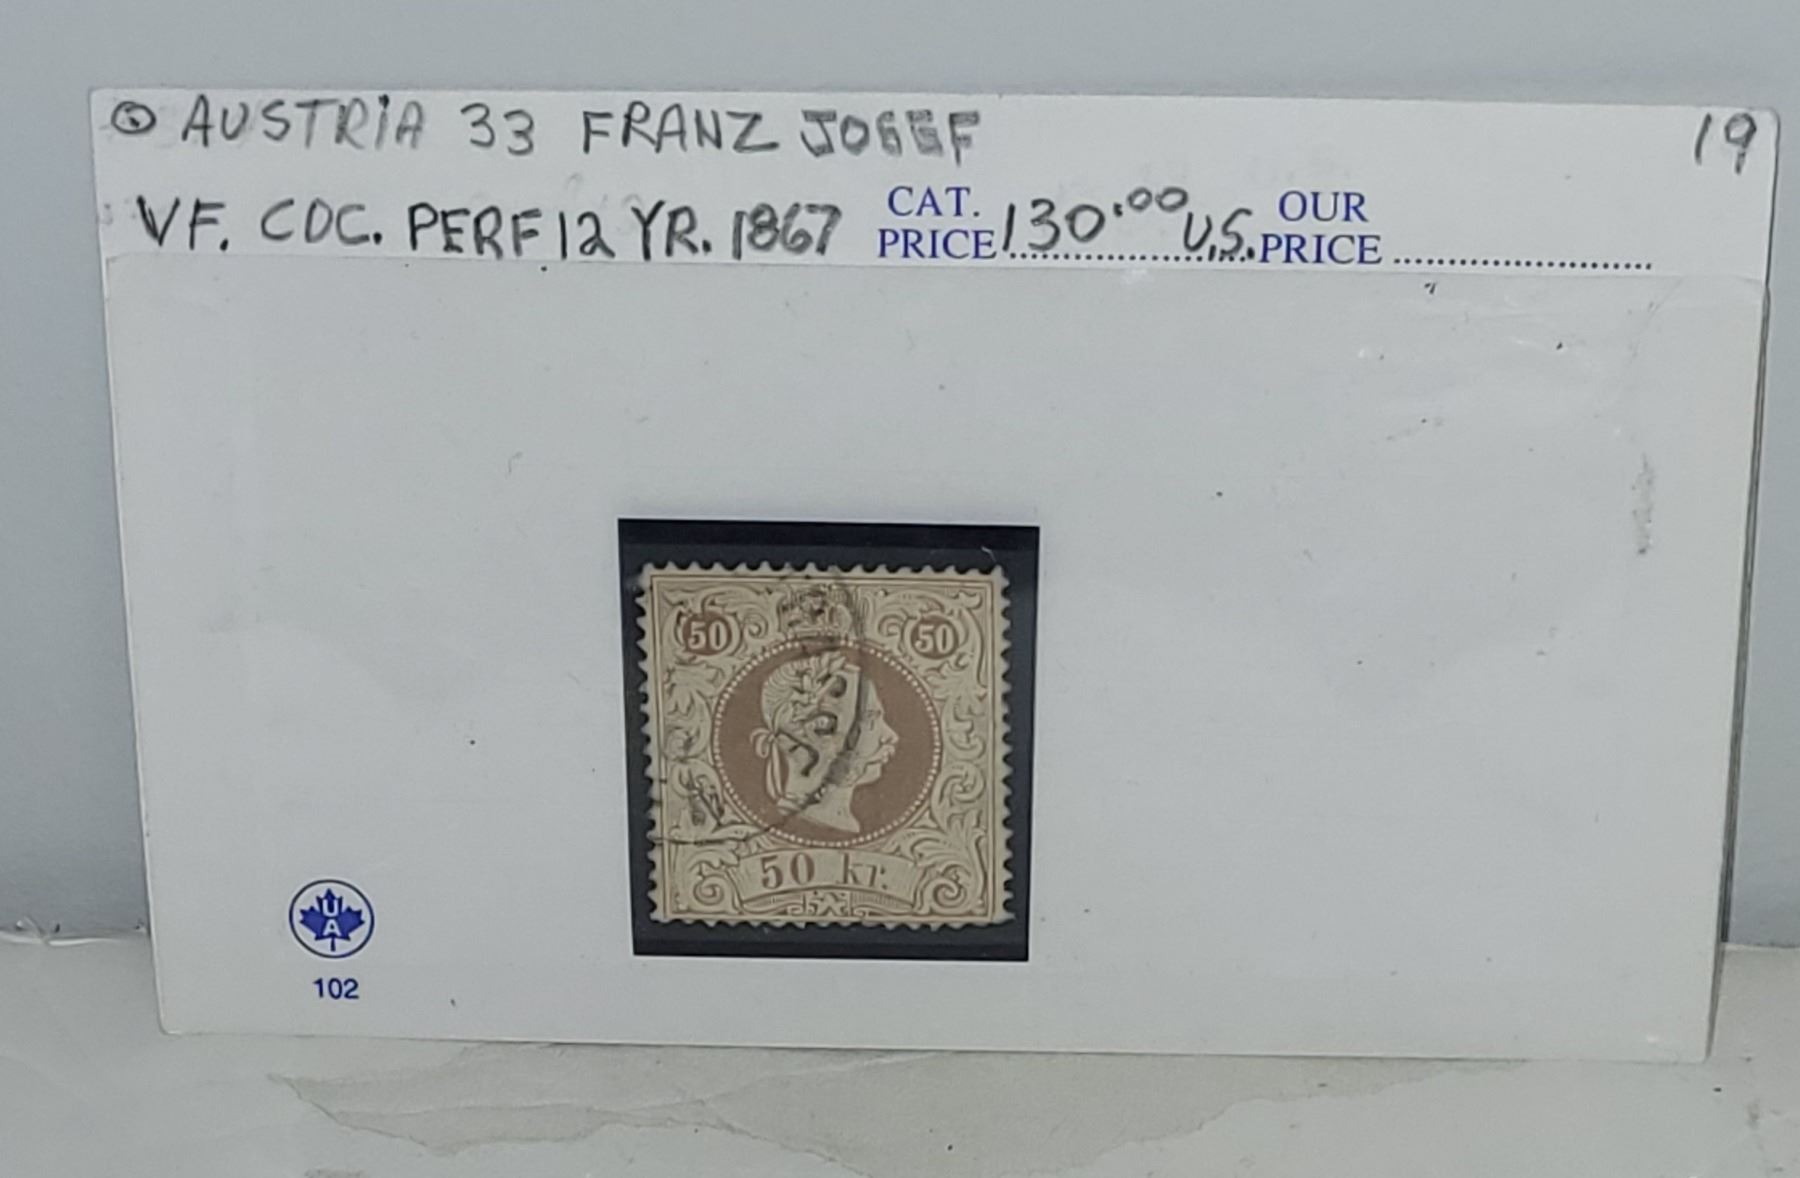 AUSTRIA 33 FRANZ JOSEF 19
VF. CDC. PERF 12 YR. 1867 CAT. PRICE 130.00 U.S. OUR PRICE
50 50
50 kr.
UA
102